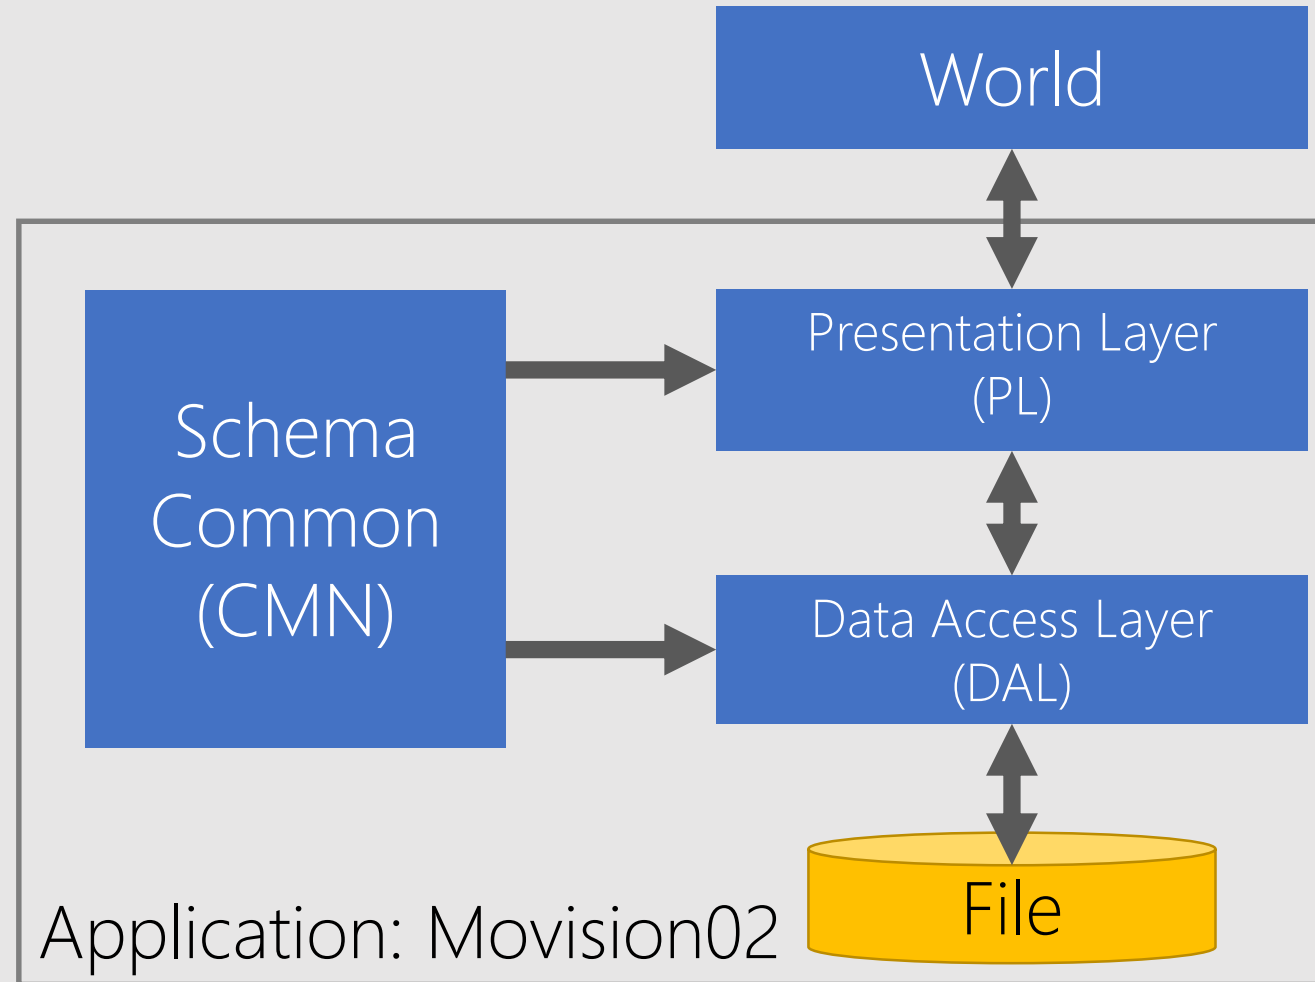 World
Presentation Layer
(PL)
Schema
Common
(CMN)
Data Access Layer
(DAL)
File
Application: Movision02